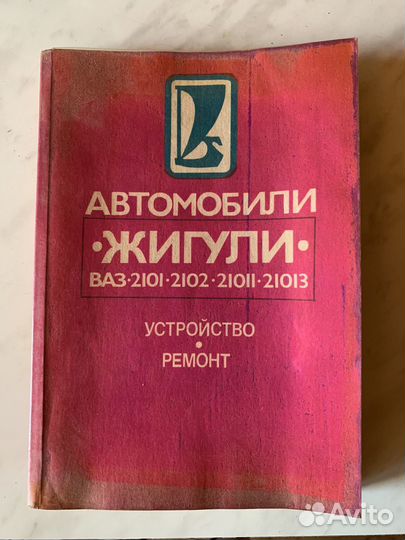 АВТОМОБИЛИ
·ЖИГУЛИ·
ВАЗ·2101·2102·21011·21013
УСТРОЙСТВО
•
РЕМОНТ
Avito